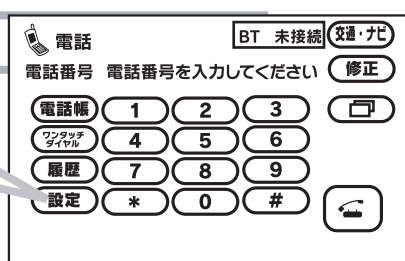 電話 BT 未接続 交通・ナビ
電話番号 電話番号を入力してください 修正
電話帳 1 2 3
ワンタッチ
ダイヤル 4 5 6
履歴 7 8 9
設定 * 0 #